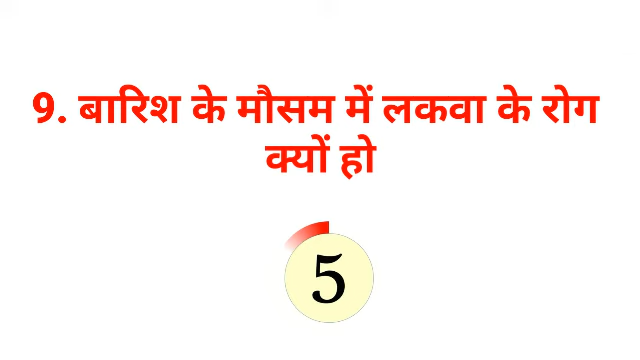 9. बारिश के मौसम में लकवा के रोग
क्यों हो
5